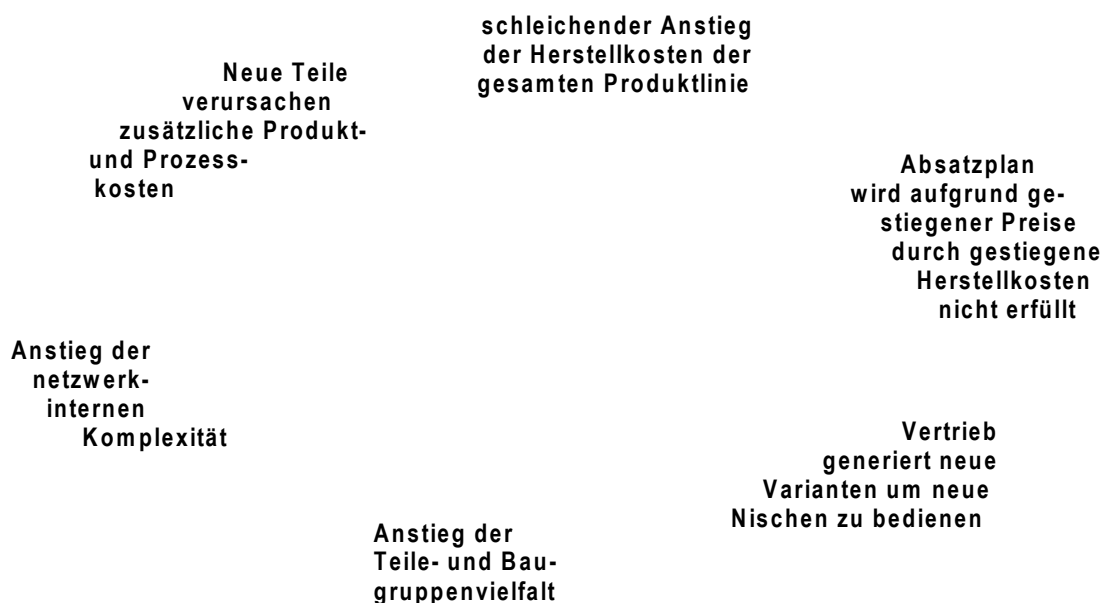 schleichender Anstieg
der Herstellkosten der
gesamten Produktlinie
Neue Teile
verursachen
zusätzliche Produkt-
und Prozess-
kosten
Absatzplan
wird aufgrund ge-
stiegener Preise
durch gestiegene
Herstellkosten
nicht erfüllt
Anstieg der
netzwerk-
internen
Komplexität
Vertrieb
generiert neue
Varianten um neue
Nischen zu bedienen
Anstieg der
Teile- und Bau-
gruppenvielfalt